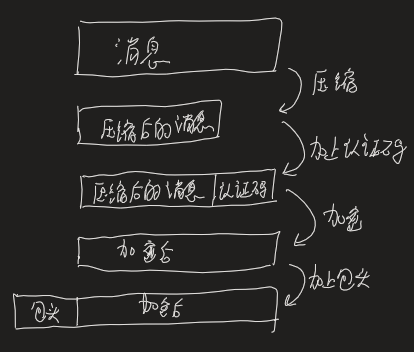 消息
压缩
压缩后的消息
加上认证码
压缩后的消息 认证码
加密
加密后
加上包头
包头 加密后